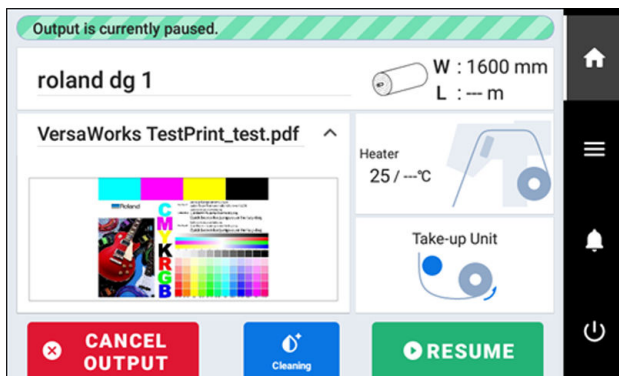 Output is currently paused.
roland dg 1
W : 1600 mm
L : --- m
VersaWorks TestPrint_test.pdf
Heater
25 / ---°C
Roland
C
M
Y
K
R
G
B
Take-up Unit
CANCEL
OUTPUT
Cleaning
RESUME